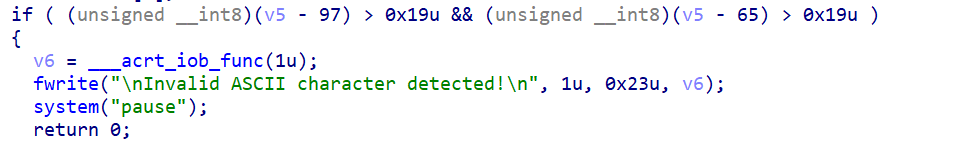 if ( (unsigned __int8)(v5 - 97) > 0x19u && (unsigned __int8)(v5 - 65) > 0x19u )
{
v6 = ___acrt_iob_func(1u);
fwrite("\nInvalid ASCII character detected!\n", 1u, 0x23u, v6);
system("pause");
return 0;